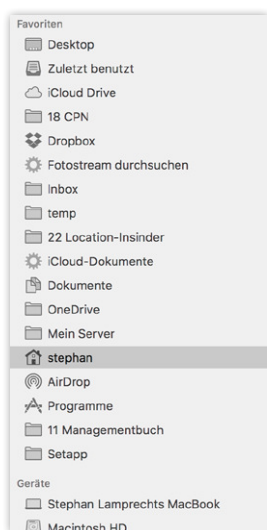 Favoriten
Desktop
Zuletzt benutzt
iCloud Drive
18 CPN
Dropbox
Fotostream durchsuchen
Inbox
temp
22 Location-Insinder
iCloud-Dokumente
Dokumente
OneDrive
Mein Server
stephan
AirDrop
Programme
11 Managementbuch
Setapp
Geräte
Stephan Lamprechts MacBook
Macintosh HD